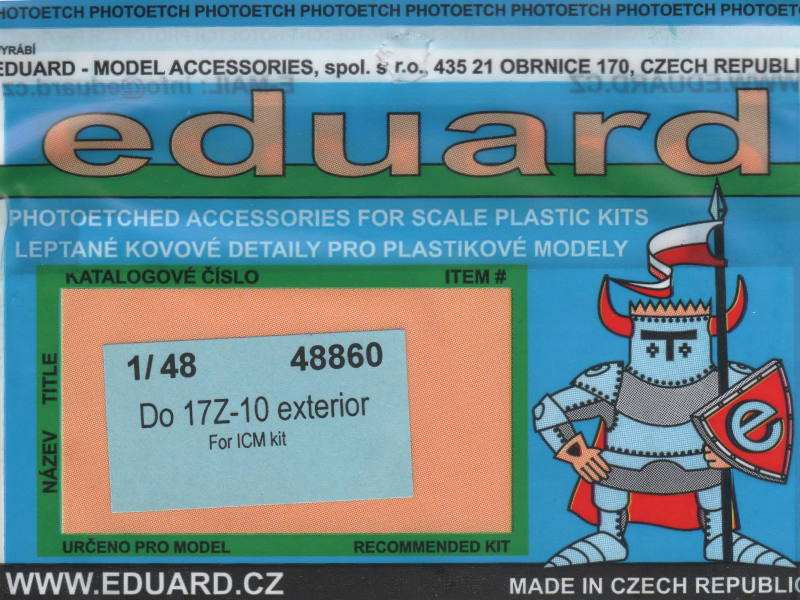 PHOTOETCH PHOTOETCH PHOTOETCH PHOTOETCH PHOTOETCH PHOTOETCH PHOTOETCH PHOTOETCH
VYRÁBÍ
EDUARD - MODEL ACCESSORIES, spol. s r.o., 435 21 OBRNICE 170, CZECH REPUBLIC
E-MAIL: info@eduard.cz
WWW.EDUARD.CZ
eduard
PHOTOETCHED ACCESSORIES FOR SCALE PLASTIC KITS
LEPTANÉ KOVOVÉ DETAILY PRO PLASTIKOVÉ MODELY
KATALOGOVÉ ČÍSLO ITEM #
NÁZEV TITLE
1/48 48860
Do 17Z-10 exterior
For ICM kit
e
URČENO PRO MODEL RECOMMENDED KIT
WWW.EDUARD.CZ MADE IN CZECH REPUBLIC